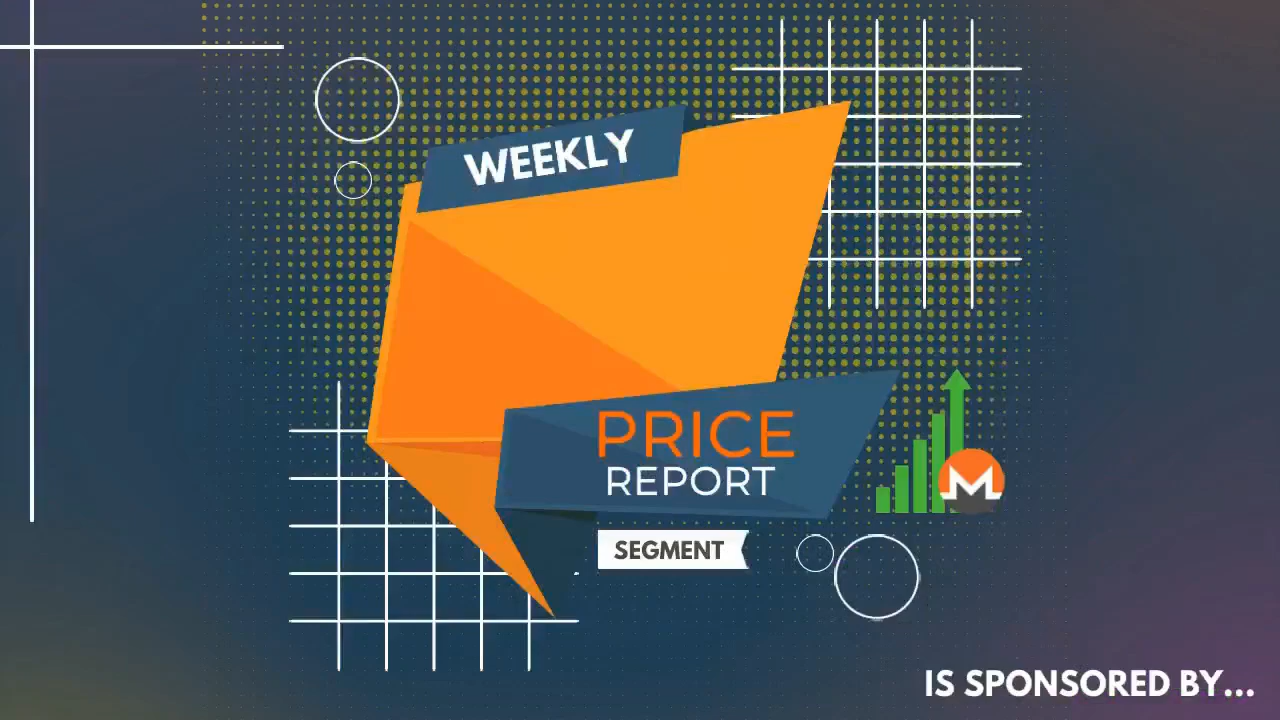 WEEKLY
PRICE
REPORT
SEGMENT
IS SPONSORED BY...